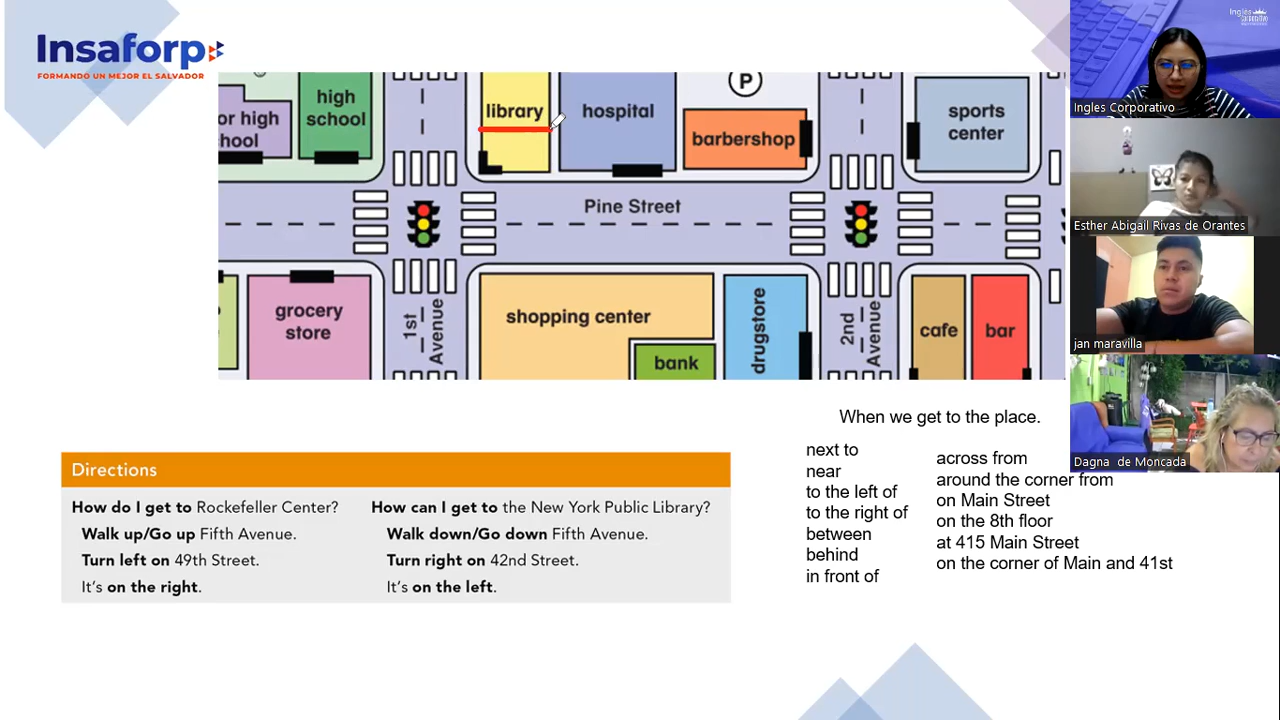 Insaforp
FORMANDO UN MEJOR EL SALVADOR
or high
hool
high
school
library
hospital
P
barbershop
sports
center
Pine Street
grocery
store
1st
Avenue
shopping center
bank
drugstore
2nd
Avenue
cafe
bar
Ingles Corporativo
Esther Abigail Rivas de Orantes
jan maravilla
Dagna de Moncada
When we get to the place.
next to
near
to the left of
to the right of
between
behind
in front of
across from
around the corner from
on Main Street
on the 8th floor
at 415 Main Street
on the corner of Main and 41st
Directions
How do I get to Rockefeller Center?
Walk up/Go up Fifth Avenue.
Turn left on 49th Street.
It's on the right.
How can I get to the New York Public Library?
Walk down/Go down Fifth Avenue.
Turn right on 42nd Street.
It's on the left.